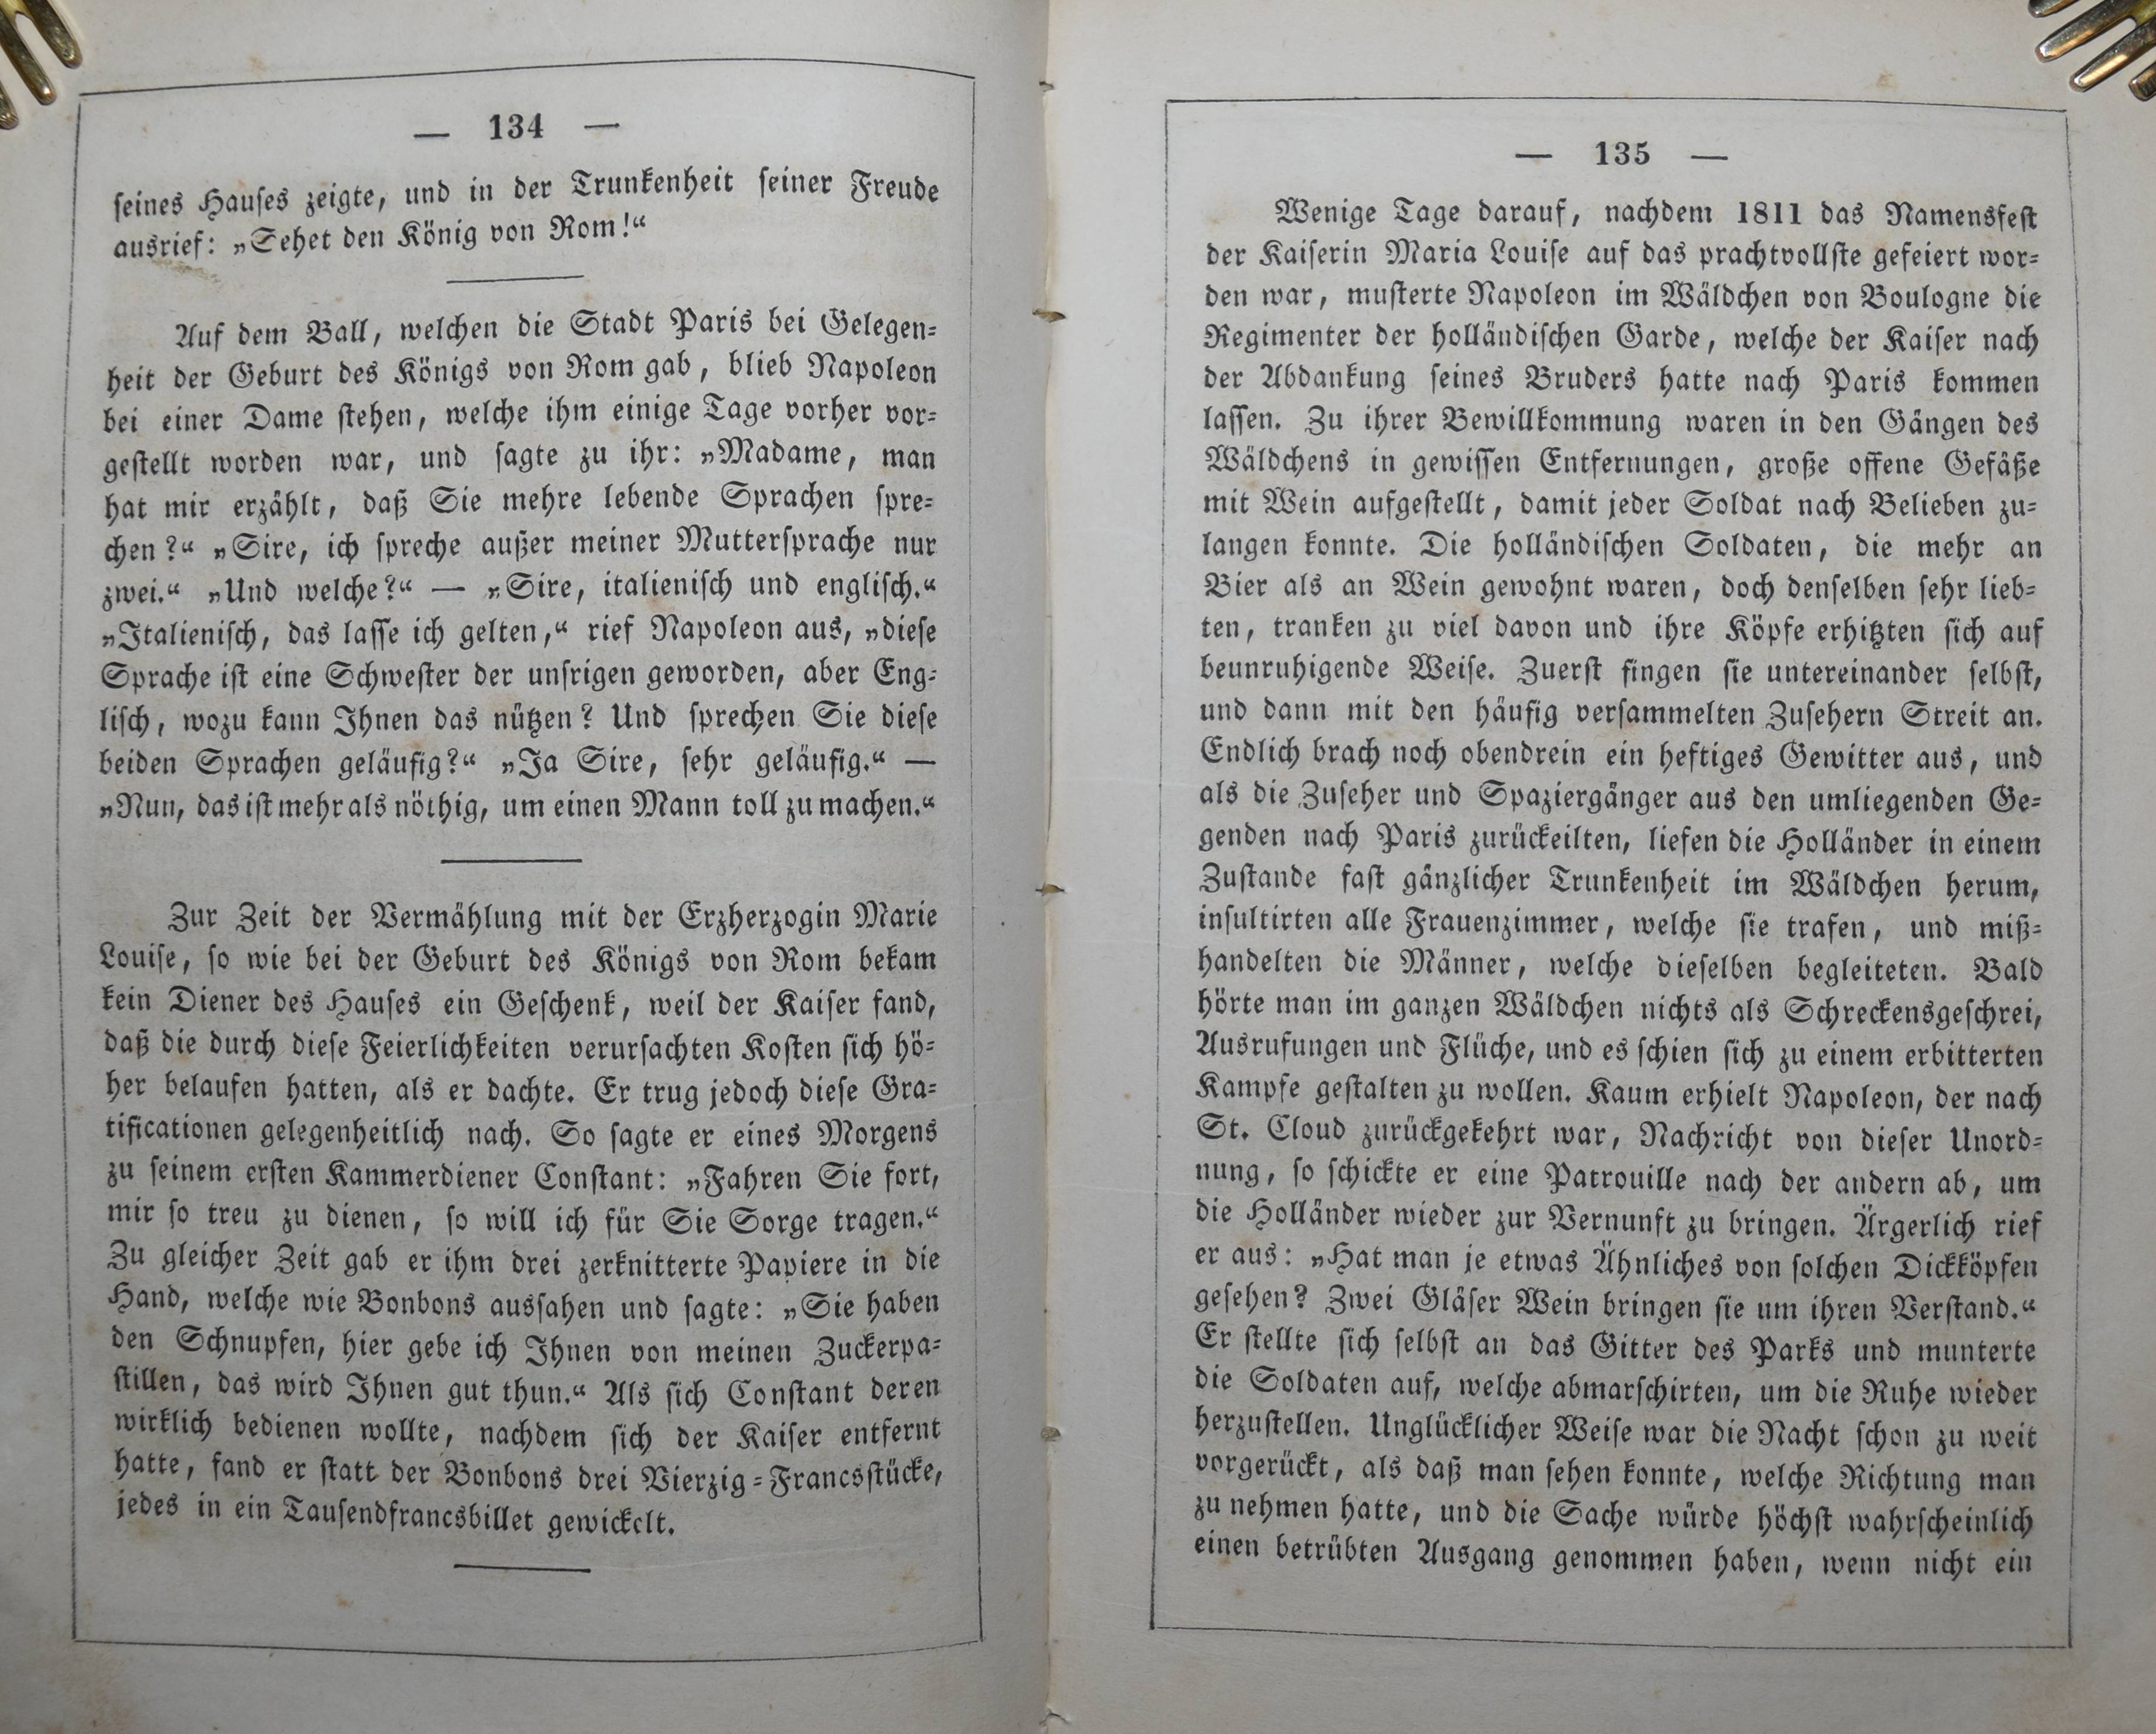 — 134 —
seines Hauses zeigte, und in der Trunkenheit seiner Freude
ausrief: „Sehet den König von Rom!“
Auf dem Ball, welchen die Stadt Paris bei Gelegen-
heit der Geburt des Königs von Rom gab, blieb Napoleon
bei einer Dame stehen, welche ihm einige Tage vorher vor-
gestellt worden war, und sagte zu ihr: „Madame, man
hat mir erzählt, daß Sie mehre lebende Sprachen spre-
chen?“ „Sire, ich spreche außer meiner Muttersprache nur
zwei.“ „Und welche?“ — „Sire, italienisch und englisch.“
„Italienisch, das lasse ich gelten,“ rief Napoleon aus, „diese
Sprache ist eine Schwester der unsrigen geworden, aber Eng-
lisch, wozu kann Ihnen das nützen? Und sprechen Sie diese
beiden Sprachen geläufig?“ „Ja Sire, sehr geläufig.“ —
„Nun, das ist mehr als nöthig, um einen Mann toll zu machen.“
Zur Zeit der Vermählung mit der Erzherzogin Marie
Louise, so wie bei der Geburt des Königs von Rom bekam
kein Diener des Hauses ein Geschenk, weil der Kaiser fand,
daß die durch diese Feierlichkeiten verursachten Kosten sich hö-
her belaufen hatten, als er dachte. Er trug jedoch diese Gra-
tificationen gelegenheitlich nach. So sagte er eines Morgens
zu seinem ersten Kammerdiener Constant: „Fahren Sie fort,
mir so treu zu dienen, so will ich für Sie Sorge tragen.“
Zu gleicher Zeit gab er ihm drei zerknitterte Papiere in die
Hand, welche wie Bonbons aussahen und sagte: „Sie haben
den Schnupfen, hier gebe ich Ihnen von meinen Zuckerpa-
stillen, das wird Ihnen gut thun.“ Als sich Constant deren
wirklich bedienen wollte, nachdem sich der Kaiser entfernt
hatte, fand er statt der Bonbons drei Vierzig-Francsstücke,
jedes in ein Tausendfrancsbillet gewickelt.
— 135 —
Wenige Tage darauf, nachdem 1811 das Namensfest
der Kaiserin Maria Louise auf das prachtvollste gefeiert wor-
den war, musterte Napoleon im Wäldchen von Boulogne die
Regimenter der holländischen Garde, welche der Kaiser nach
der Abdankung seines Bruders hatte nach Paris kommen
lassen. Zu ihrer Bewillkommung waren in den Gängen des
Wäldchens in gewissen Entfernungen, große offene Gefäße
mit Wein aufgestellt, damit jeder Soldat nach Belieben zu-
langen konnte. Die holländischen Soldaten, die mehr an
Bier als an Wein gewohnt waren, doch denselben sehr lieb-
ten, tranken zu viel davon und ihre Köpfe erhitzten sich auf
beunruhigende Weise. Zuerst fingen sie untereinander selbst,
und dann mit den häufig versammelten Zusehern Streit an.
Endlich brach noch obendrein ein heftiges Gewitter aus, und
als die Zuseher und Spaziergänger aus den umliegenden Ge-
genden nach Paris zurückeilten, liefen die Holländer in einem
Zustande fast gänzlicher Trunkenheit im Wäldchen herum,
insultirten alle Frauenzimmer, welche sie trafen, und miß-
handelten die Männer, welche dieselben begleiteten. Bald
hörte man im ganzen Wäldchen nichts als Schreckensgeschrei,
Ausrufungen und Flüche, und es schien sich zu einem erbitterten
Kampfe gestalten zu wollen. Kaum erhielt Napoleon, der nach
St. Cloud zurückgekehrt war, Nachricht von dieser Unord-
nung, so schickte er eine Patrouille nach der andern ab, um
die Holländer wieder zur Vernunft zu bringen. Ärgerlich rief
er aus: „Hat man je etwas Ähnliches von solchen Dickköpfen
gesehen? Zwei Gläser Wein bringen sie um ihren Verstand.“
Er stellte sich selbst an das Gitter des Parks und munterte
die Soldaten auf, welche abmarschirten, um die Ruhe wieder
herzustellen. Unglücklicher Weise war die Nacht schon zu weit
vorgerückt, als daß man sehen konnte, welche Richtung man
zu nehmen hatte, und die Sache würde höchst wahrscheinlich
einen betrübten Ausgang genommen haben, wenn nicht ein